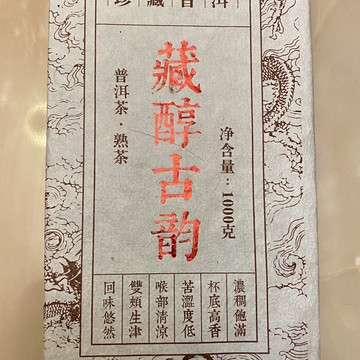 珍藏普洱
藏醇古韵
普洱茶·熟茶
净含量：1000克
濃稠飽滿
杯底高香
苦澀度低
喉部清涼
雙頰生津
回味悠然